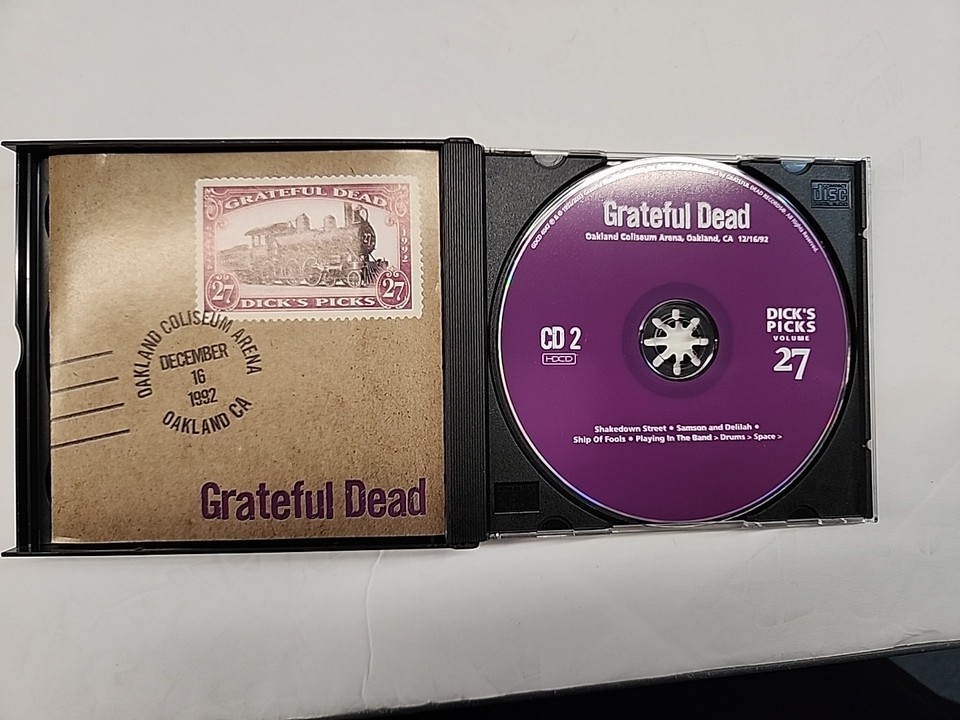 GRATEFUL DEAD
1992
27
27
27
DICK'S PICKS
OAKLAND COLISEUM ARENA
DECEMBER
16
1992
OAKLAND CA
Grateful Dead
Grateful Dead
Oakland Coliseum Arena, Oakland, CA 12/16/92
CD 2
HDCD
DICK'S
PICKS
VOLUME
27
Shakedown Street • Samson and Delilah •
Ship Of Fools • Playing In The Band > Drums > Space >
disc